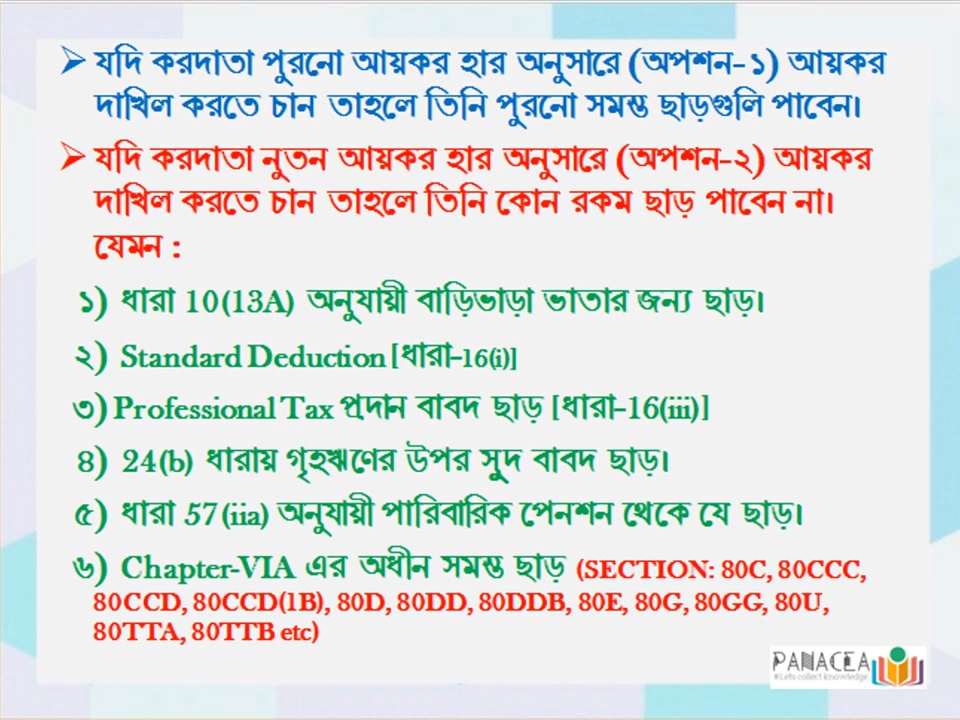 ➢ যদি করদাতা পুরনো আয়কর হার অনুসারে (অপশন-১) আয়কর
দাখিল করতে চান তাহলে তিনি পুরনো সমস্ত ছাড়গুলি পাবেন।
➢ যদি করদাতা নুতন আয়কর হার অনুসারে (অপশন-২) আয়কর
দাখিল করতে চান তাহলে তিনি কোন রকম ছাড় পাবেন না।
যেমন :
১) ধারা 10(13A) অনুযায়ী বাড়িভাড়া ভাতার জন্য ছাড়।
২) Standard Deduction [ধারা-16(i)]
৩) Professional Tax প্রদান বাবদ ছাড় [ধারা-16(iii)]
৪) 24(b) ধারায় গৃহঋণের উপর সুদ বাবদ ছাড়।
৫) ধারা 57(iia) অনুযায়ী পারিবারিক পেনশন থেকে যে ছাড়।
৬) Chapter-VIA এর অধীন সমস্ত ছাড় (SECTION: 80C, 80CCC,
80CCD, 80CCD(1B), 80D, 80DD, 80DDB, 80E, 80G, 80GG, 80U,
80TTA, 80TTB etc)
PANACEA
#Lets collect knowledge